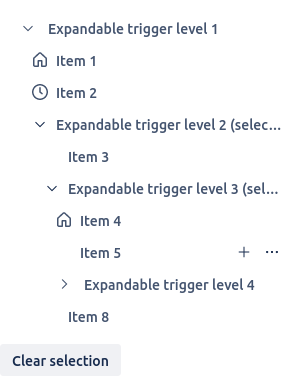 Expandable trigger level 1
Item 1
Item 2
Expandable trigger level 2 (selec...
Item 3
Expandable trigger level 3 (sel...
Item 4
Item 5
Expandable trigger level 4
Item 8
Clear selection